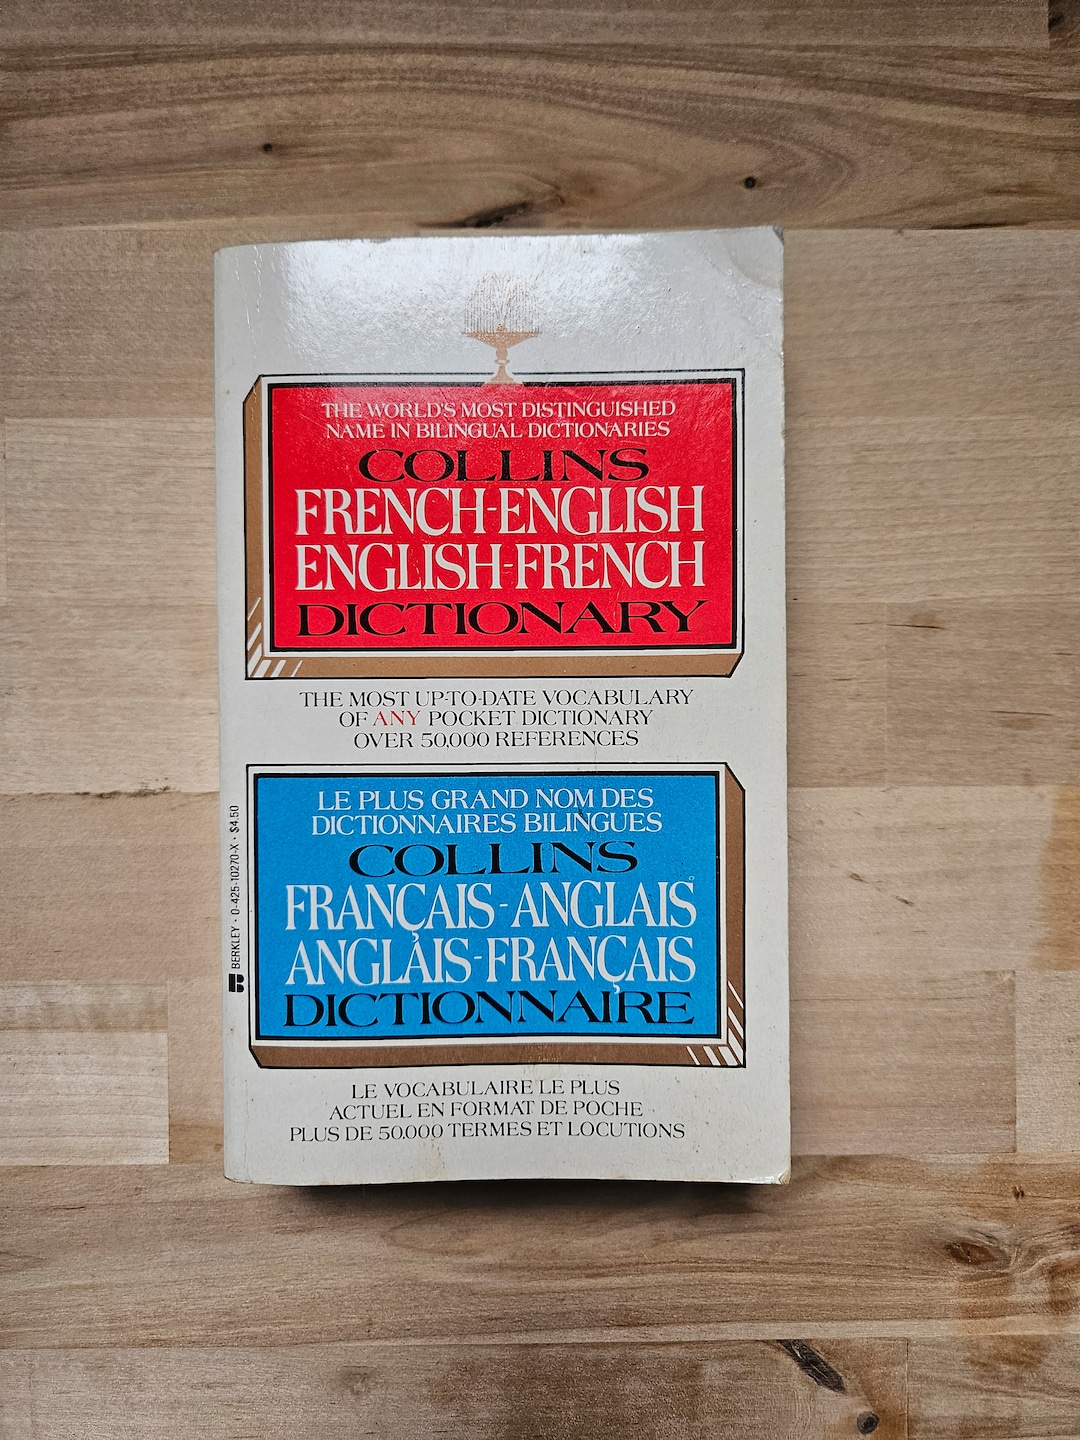 THE WORLD'S MOST DISTINGUISHED
NAME IN BILINGUAL DICTIONARIES
COLLINS
FRENCH-ENGLISH
ENGLISH-FRENCH
DICTIONARY
THE MOST UP-TO-DATE VOCABULARY
OF ANY POCKET DICTIONARY
OVER 50,000 REFERENCES
LE PLUS GRAND NOM DES
DICTIONNAIRES BILINGUES
COLLINS
FRANÇAIS-ANGLAIS
ANGLAIS-FRANÇAIS
DICTIONNAIRE
LE VOCABULAIRE LE PLUS
ACTUEL EN FORMAT DE POCHE
PLUS DE 50.000 TERMES ET LOCUTIONS
BERKLEY • 0-425-10270-X • $4.50